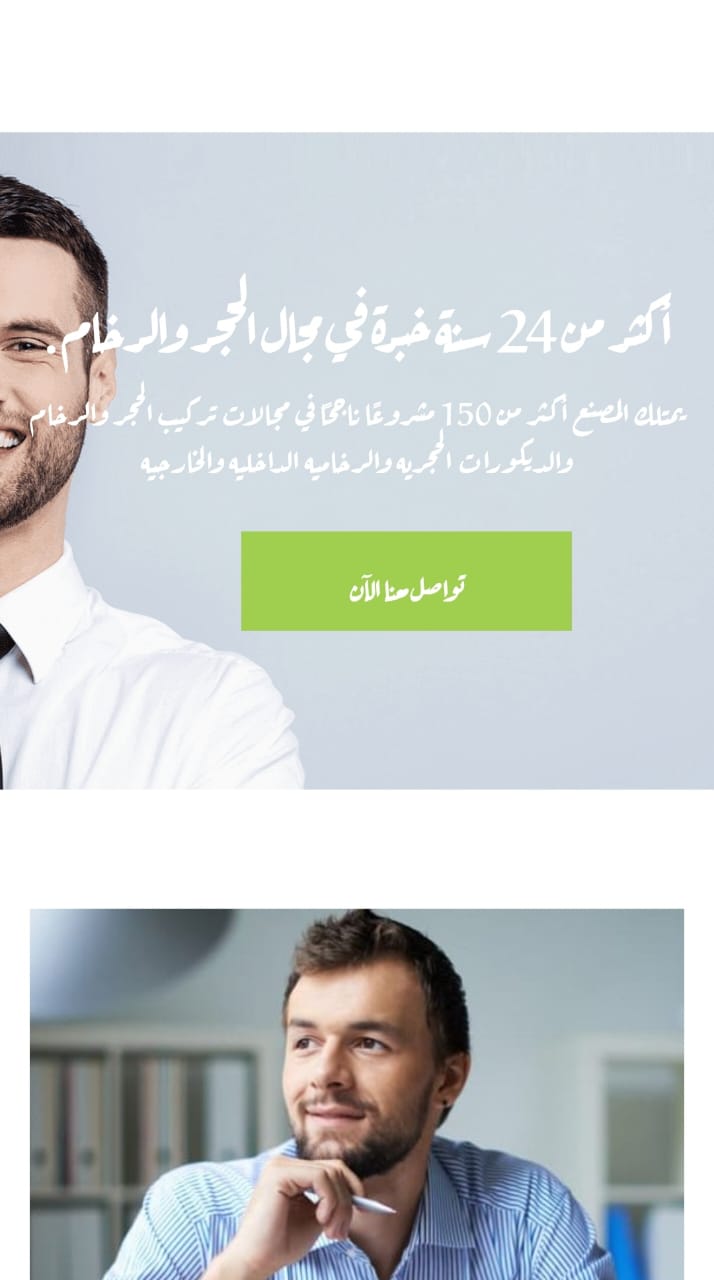 أكثر من 24 سنة خبرة في مجال الحجر والرخام.
يمتلك المصنع أكثر من 150 مشروعًا ناجحًا في مجالات تركيب الحجر والرخام
والديكورات الحجريه والرخاميه الداخليه والخارجيه
تواصل معنا الآن